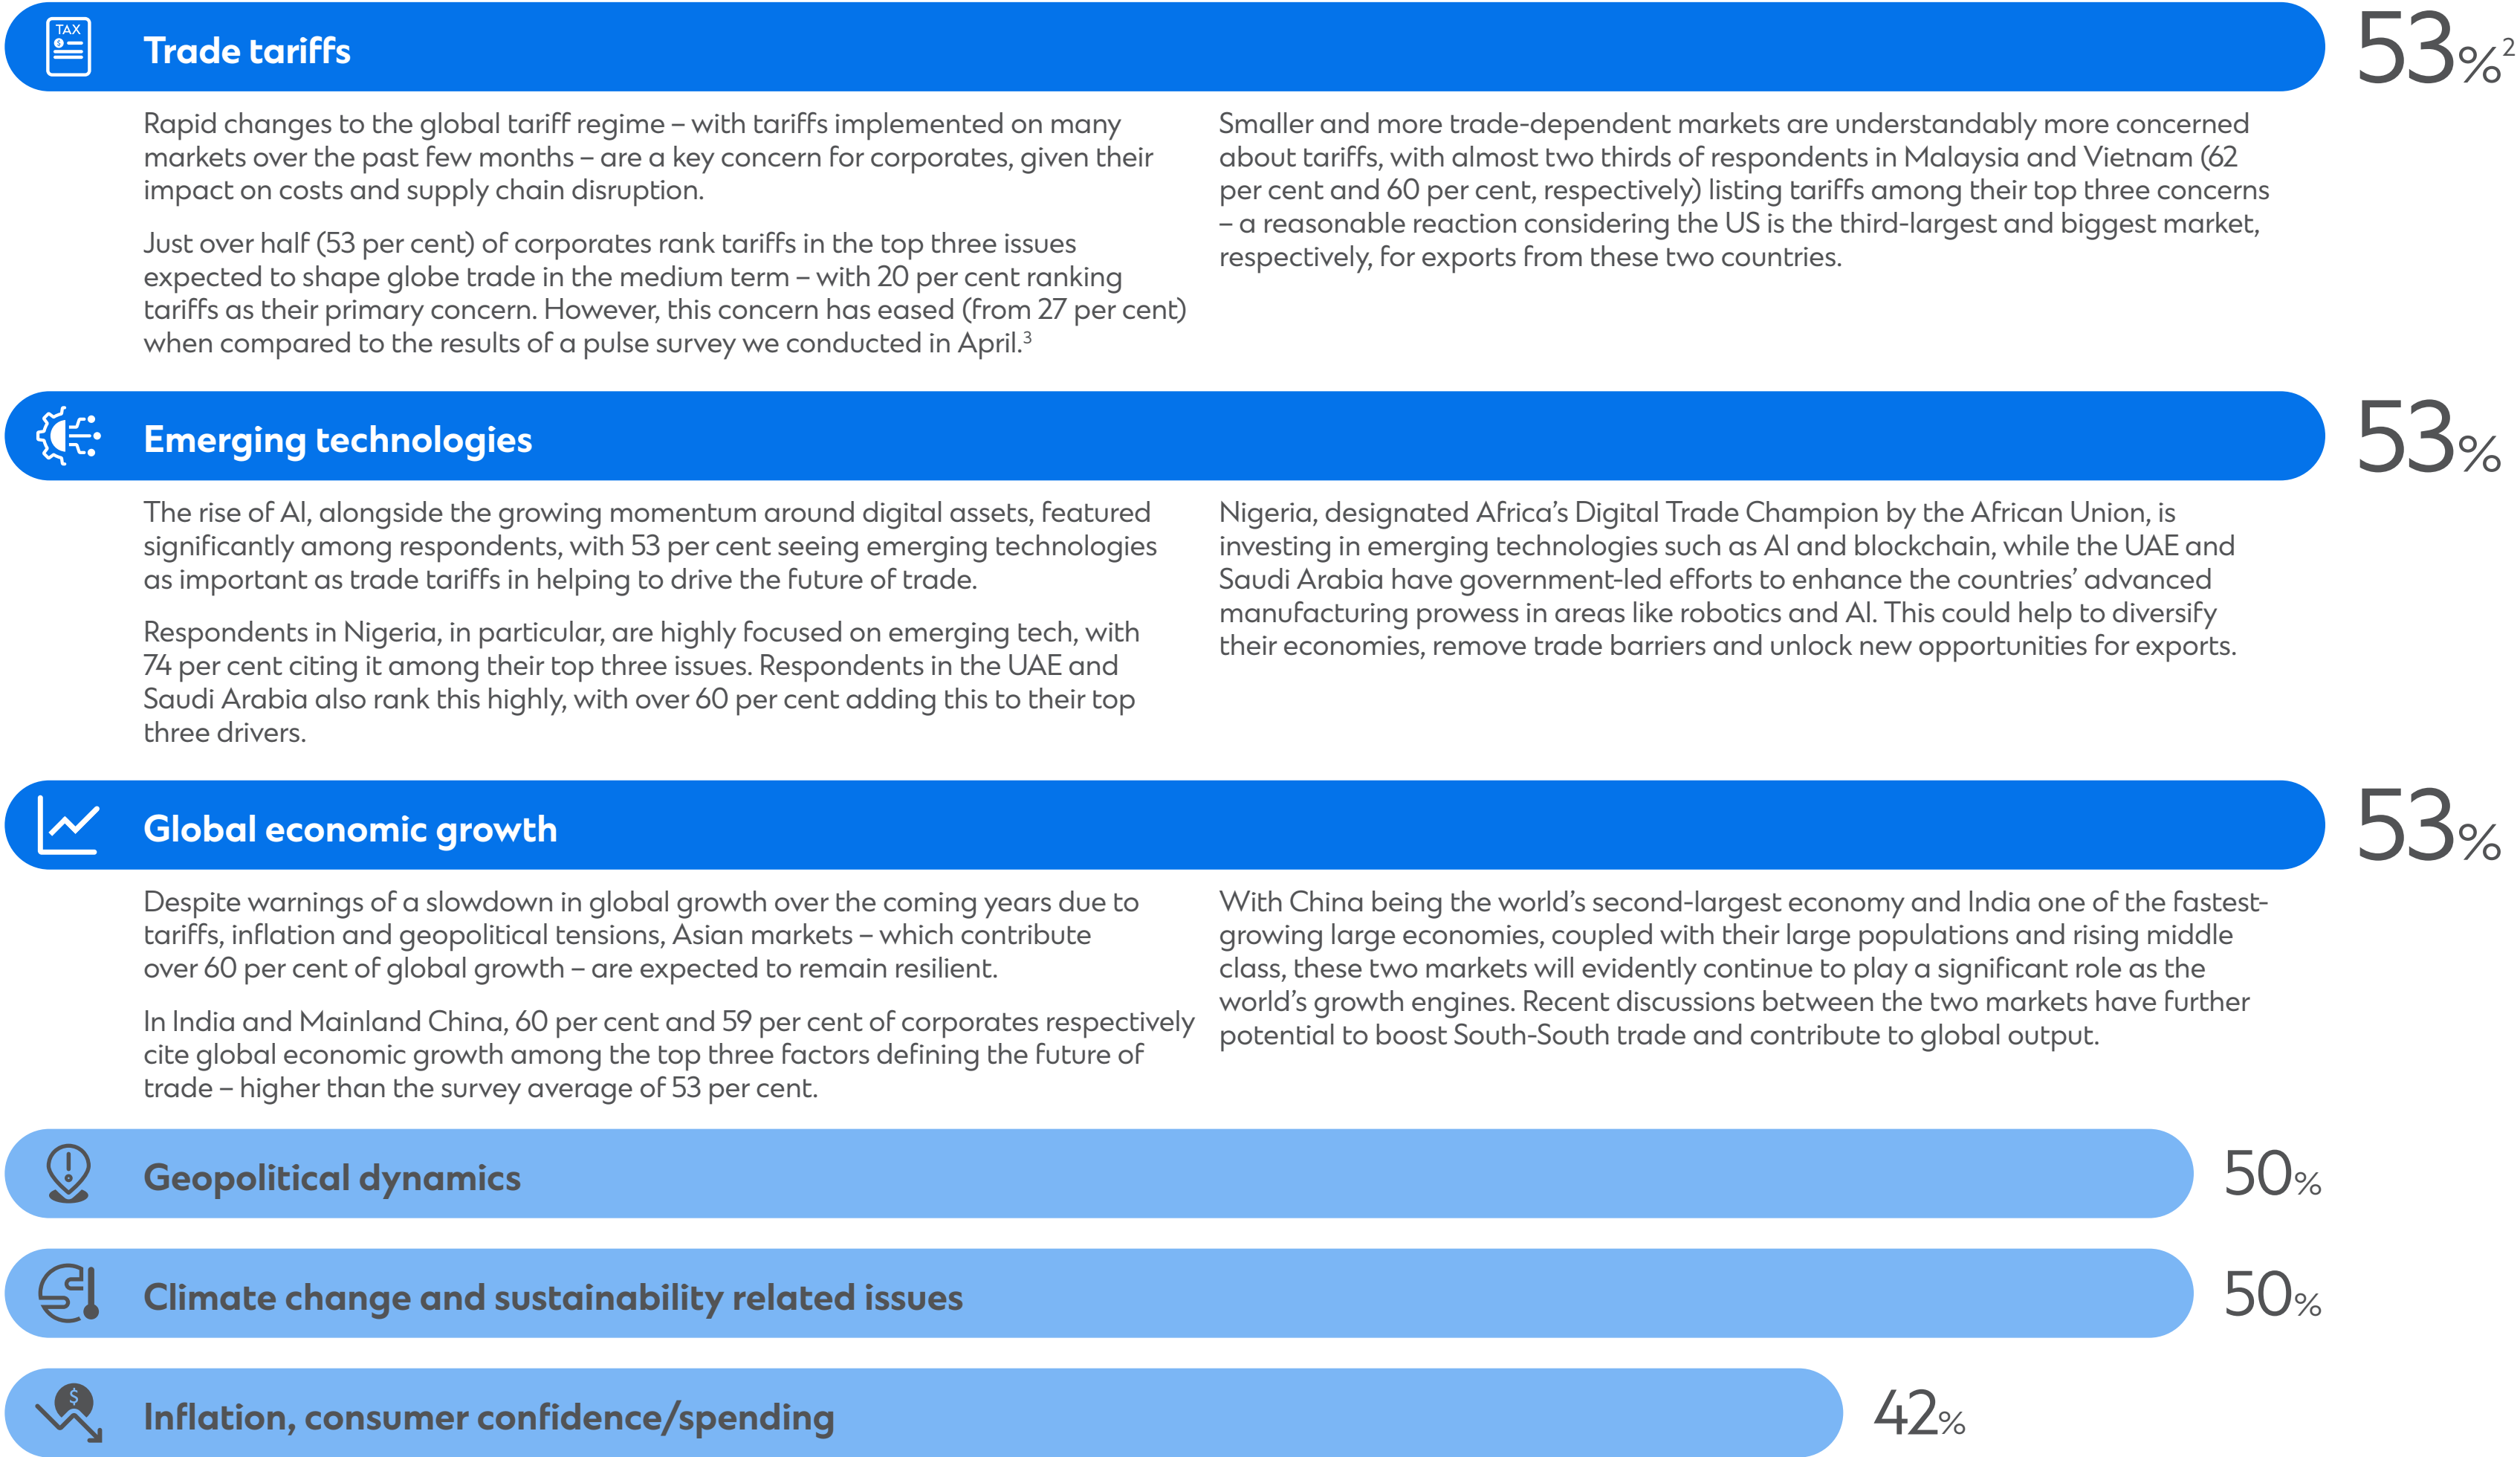 TAX
$
Trade tariffs
53%2
Rapid changes to the global tariff regime – with tariffs implemented on many
markets over the past few months – are a key concern for corporates, given their
impact on costs and supply chain disruption.
Just over half (53 per cent) of corporates rank tariffs in the top three issues
expected to shape globe trade in the medium term – with 20 per cent ranking
tariffs as their primary concern. However, this concern has eased (from 27 per cent)
when compared to the results of a pulse survey we conducted in April.3
Smaller and more trade-dependent markets are understandably more concerned
about tariffs, with almost two thirds of respondents in Malaysia and Vietnam (62
per cent and 60 per cent, respectively) listing tariffs among their top three concerns
– a reasonable reaction considering the US is the third-largest and biggest market,
respectively, for exports from these two countries.
Emerging technologies
53%
The rise of AI, alongside the growing momentum around digital assets, featured
significantly among respondents, with 53 per cent seeing emerging technologies
as important as trade tariffs in helping to drive the future of trade.
Respondents in Nigeria, in particular, are highly focused on emerging tech, with
74 per cent citing it among their top three issues. Respondents in the UAE and
Saudi Arabia also rank this highly, with over 60 per cent adding this to their top
three drivers.
Nigeria, designated Africa’s Digital Trade Champion by the African Union, is
investing in emerging technologies such as AI and blockchain, while the UAE and
Saudi Arabia have government-led efforts to enhance the countries’ advanced
manufacturing prowess in areas like robotics and AI. This could help to diversify
their economies, remove trade barriers and unlock new opportunities for exports.
Global economic growth
53%
Despite warnings of a slowdown in global growth over the coming years due to
tariffs, inflation and geopolitical tensions, Asian markets – which contribute
over 60 per cent of global growth – are expected to remain resilient.
In India and Mainland China, 60 per cent and 59 per cent of corporates respectively
cite global economic growth among the top three factors defining the future of
trade – higher than the survey average of 53 per cent.
With China being the world’s second-largest economy and India one of the fastest-
growing large economies, coupled with their large populations and rising middle
class, these two markets will evidently continue to play a significant role as the
world’s growth engines. Recent discussions between the two markets have further
potential to boost South-South trade and contribute to global output.
Geopolitical dynamics
50%
Climate change and sustainability related issues
50%
$
Inflation, consumer confidence/spending
42%